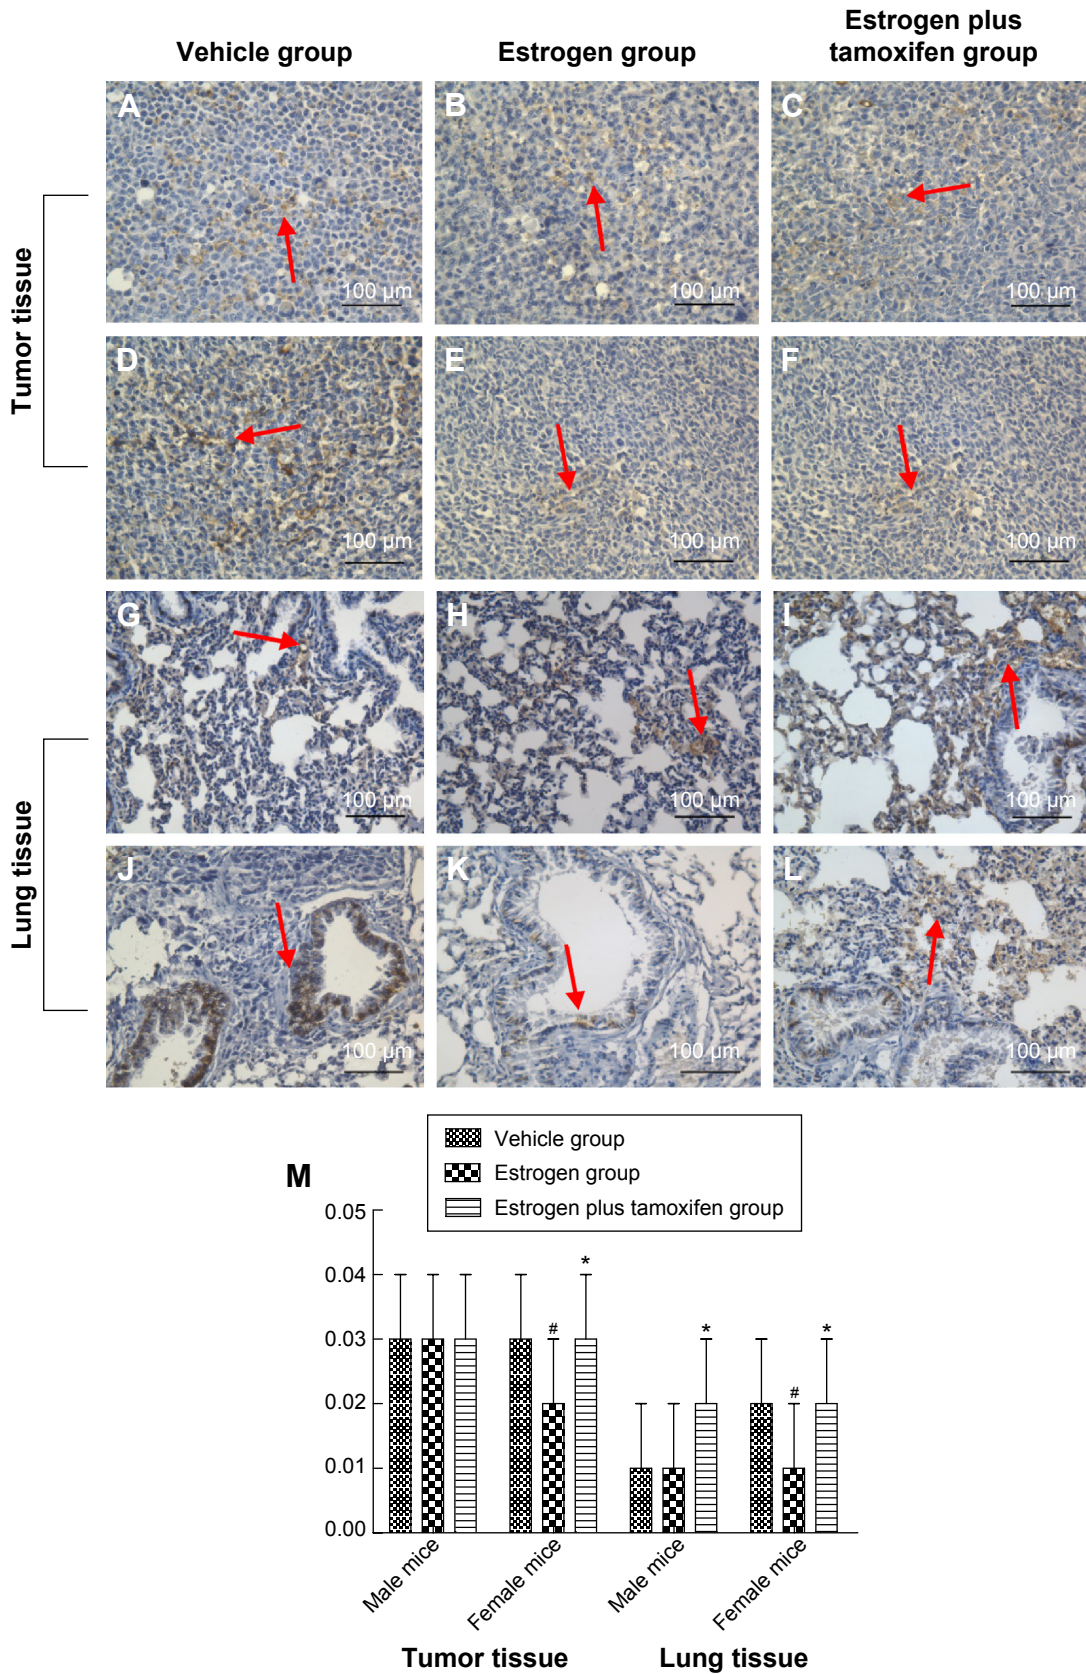 Vehicle group
Estrogen group
Estrogen plus
tamoxifen group
Tumor tissue
A
100 µm
B
100 µm
C
100 µm
D
100 µm
E
100 µm
F
100 µm
Lung tissue
G
100 µm
H
100 µm
I
100 µm
J
100 µm
K
100 µm
L
100 µm
M
Vehicle group
Estrogen group
Estrogen plus tamoxifen group
0.05
0.04
0.03
0.02
0.01
0.00
#
*
*
#
*
Male mice
Female mice
Male mice
Female mice
Tumor tissue
Lung tissue